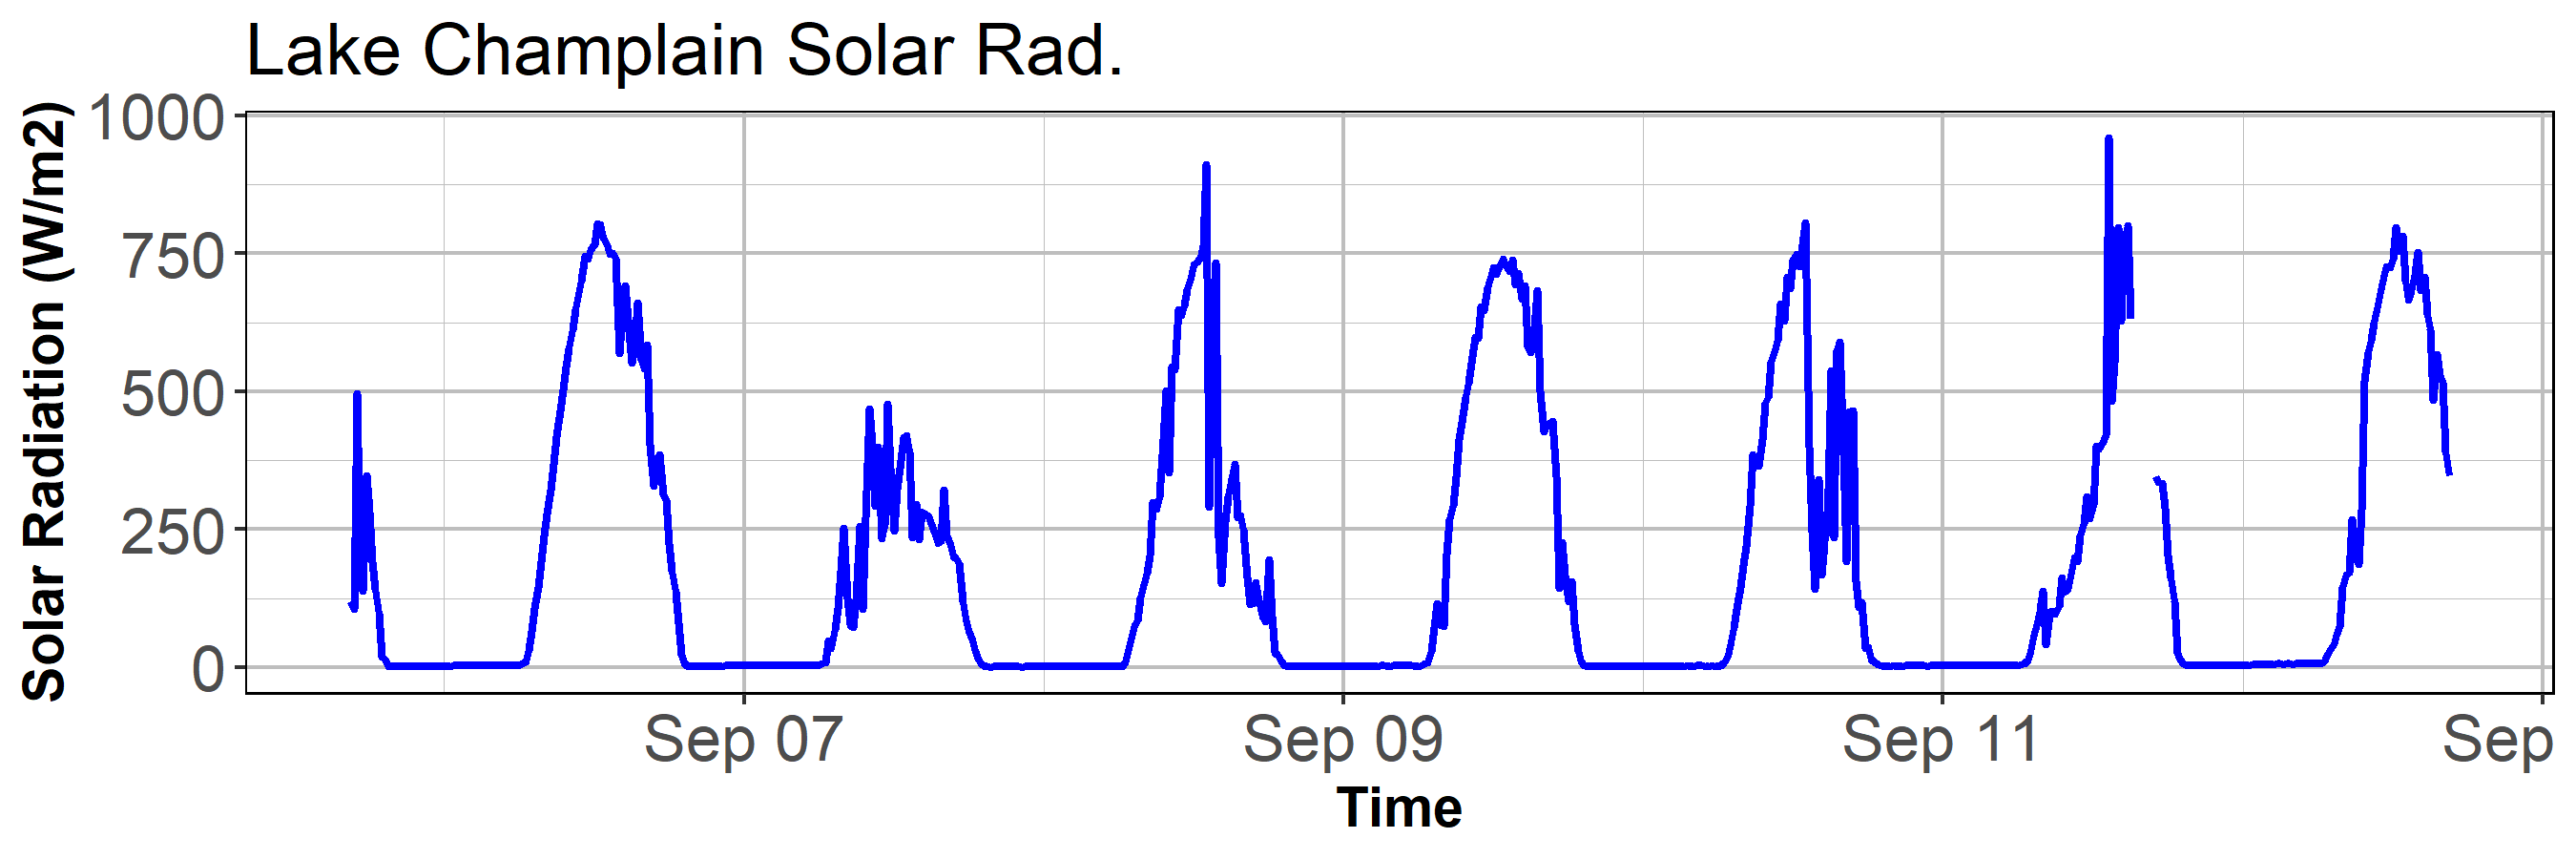 Lake Champlain Solar Rad.
Solar Radiation (W/m2)
1000
750
500
250
0
Sep 07 Sep 09 Sep 11 Sep
Time